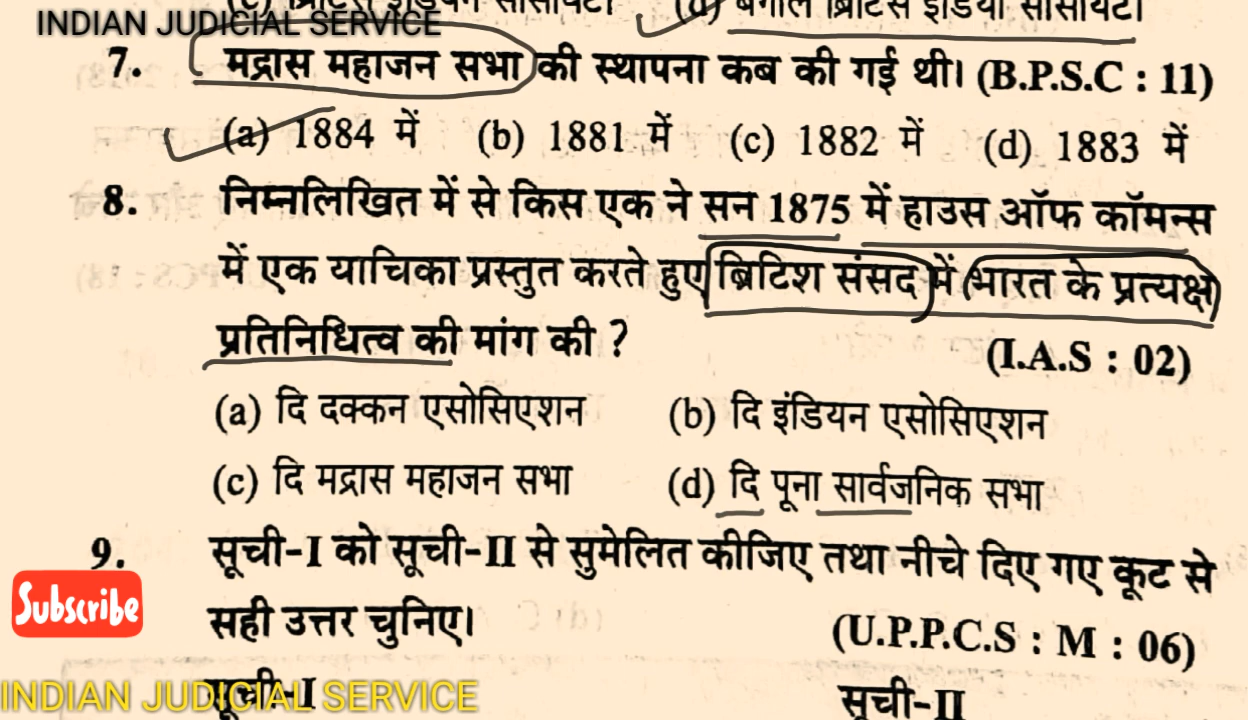 (c) ब्रिटिश इंडियन सोसायटी (d) बंगाल ब्रिटिस इंडिया सोसायटी
INDIAN JUDICIAL SERVICE
7. मद्रास महाजन सभा की स्थापना कब की गई थी। (B.P.S.C : 11)
(a) 1884 में (b) 1881 में (c) 1882 में (d) 1883 में
8. निम्नलिखित में से किस एक ने सन 1875 में हाउस ऑफ कॉमन्स
में एक याचिका प्रस्तुत करते हुए ब्रिटिश संसद में भारत के प्रत्यक्ष
प्रतिनिधित्व की मांग की ? (I.A.S : 02)
(a) दि दक्कन एसोसिएशन (b) दि इंडियन एसोसिएशन
(c) दि मद्रास महाजन सभा (d) दि पूना सार्वजनिक सभा
9. सूची-I को सूची-II से सुमेलित कीजिए तथा नीचे दिए गए कूट से
Subscribe
सही उत्तर चुनिए। (U.P.P.C.S : M : 06)
सूची-I सूची-II
INDIAN JUDICIAL SERVICE